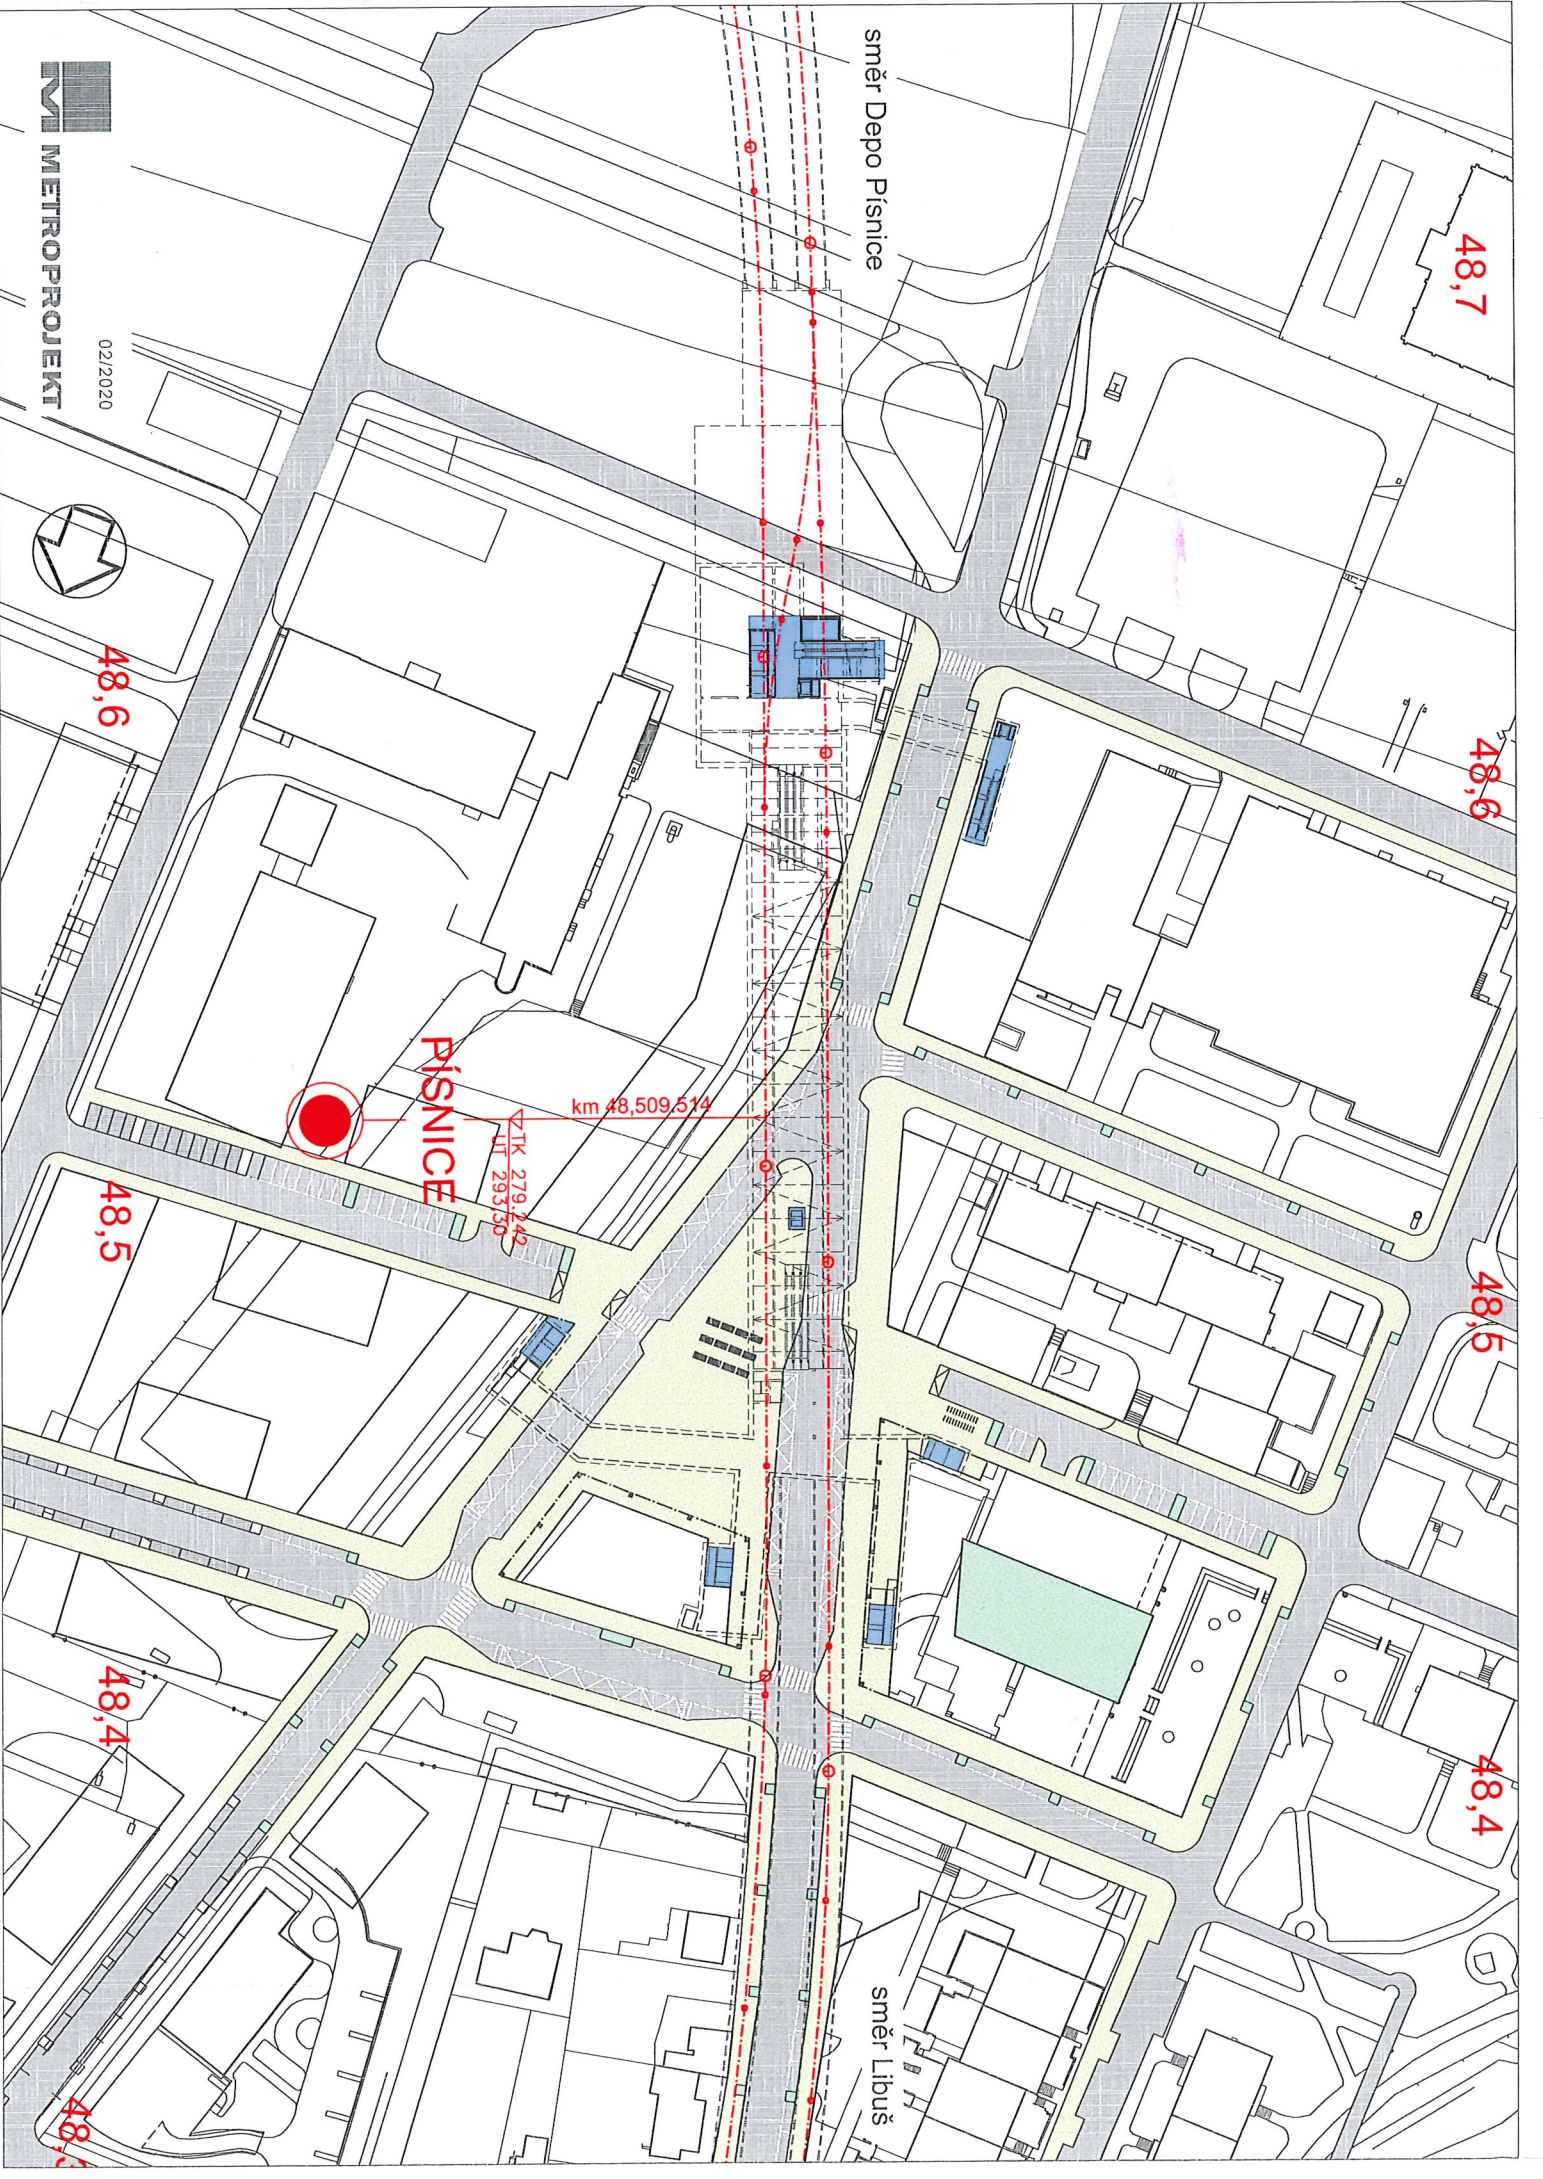 směr Depo Písnice
48,7
48,6
48,5
48,4
směr Libuš
km 48,509.514
TK 279.242
UT 293,30
PÍSNICE
48,6
48,5
48,4
02/2020
METROPROJEKT